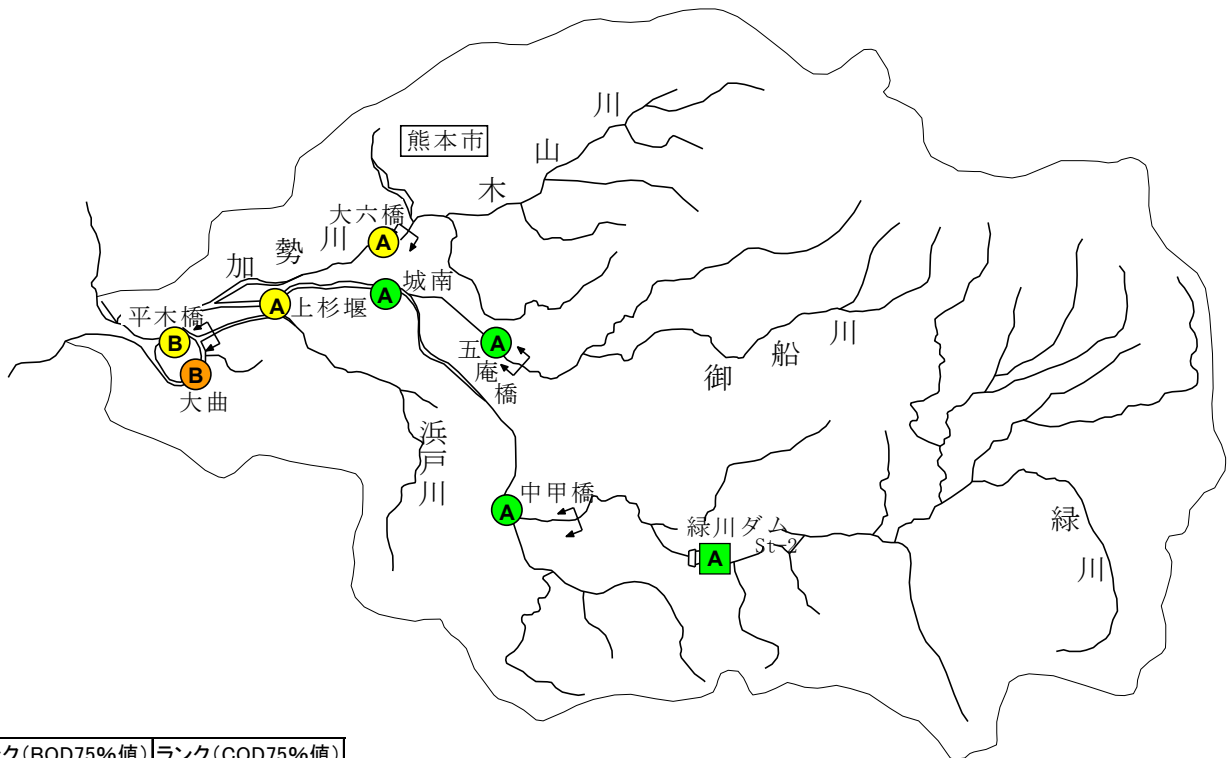 川
山
木
熊本市
大六橋
A
川
勢
加
城南
A
A
上杉堰
平木橋
B
B
大曲
A
五庵橋
御船川
浜戸川
中甲橋
A
緑川ダム
St-2
A
緑川
ク(BOD75%値)
ランク(COD75%値)